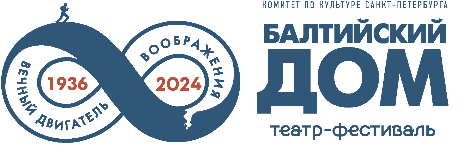 КОМИТЕТ ПО КУЛЬТУРЕ САНКТ-ПЕТЕРБУРГА
БАЛТИЙСКИЙ
ДОМ
театр-фестиваль
ВЕЧНЫЙ ДВИГАТЕЛЬ
ВООБРАЖЕНИЯ
1936
2024